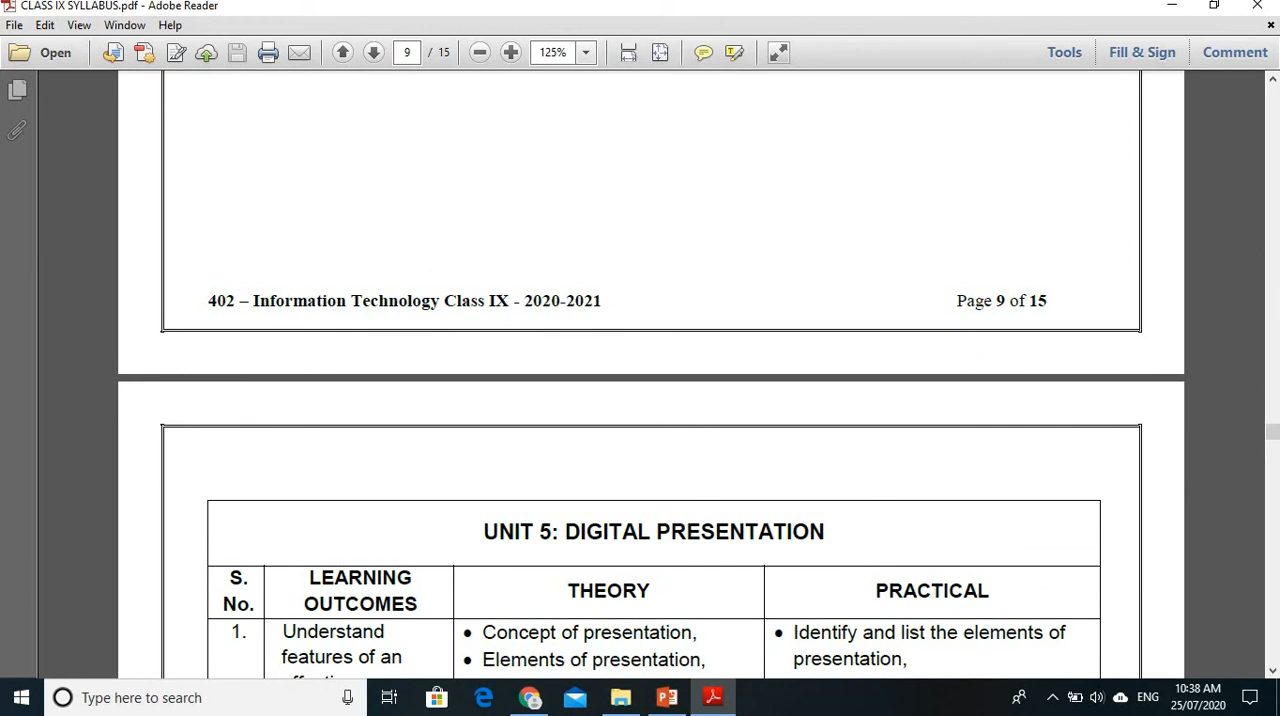 CLASS IX SYLLABUS.pdf - Adobe Reader
File Edit View Window Help
Open 9 / 15 125% Tools Fill & Sign Comment
402 – Information Technology Class IX - 2020-2021 Page 9 of 15
UNIT 5: DIGITAL PRESENTATION
S. No. LEARNING OUTCOMES THEORY PRACTICAL
1. Understand • Concept of presentation, • Identify and list the elements of
features of an • Elements of presentation, presentation,
Type here to search ENG 10:38 AM
25/07/2020